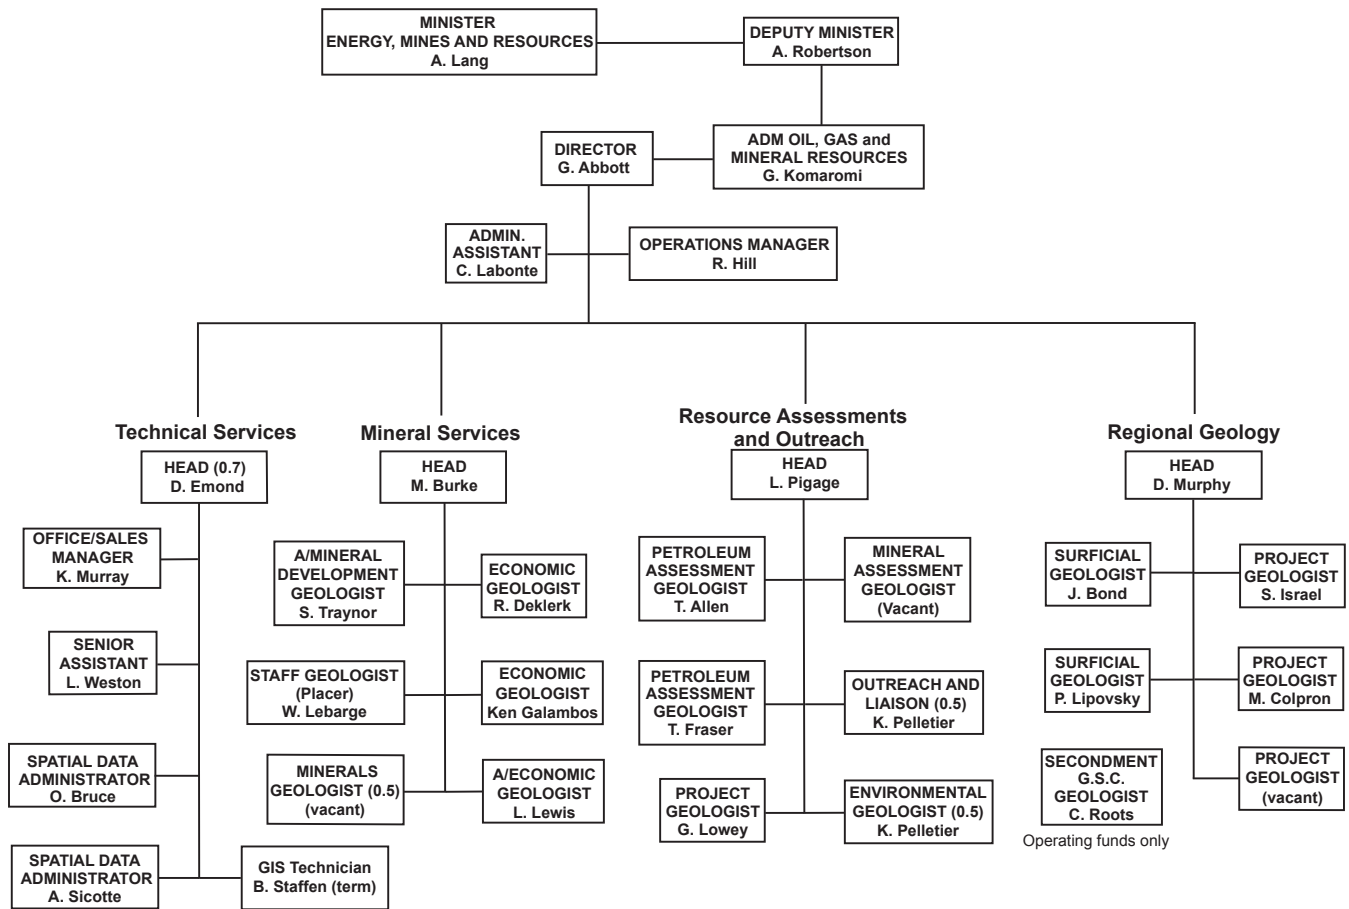 MINISTER
ENERGY, MINES AND RESOURCES
A. Lang
DEPUTY MINISTER
A. Robertson
DIRECTOR
G. Abbott
ADM OIL, GAS and
MINERAL RESOURCES
G. Komaromi
ADMIN.
ASSISTANT
C. Labonte
OPERATIONS MANAGER
R. Hill
Technical Services
HEAD (0.7)
D. Emond
OFFICE/SALES
MANAGER
K. Murray
SENIOR
ASSISTANT
L. Weston
SPATIAL DATA
ADMINISTRATOR
O. Bruce
SPATIAL DATA
ADMINISTRATOR
A. Sicotte
GIS Technician
B. Staffen (term)
Mineral Services
HEAD
M. Burke
A/MINERAL
DEVELOPMENT
GEOLOGIST
S. Traynor
ECONOMIC
GEOLOGIST
R. Deklerk
STAFF GEOLOGIST
(Placer)
W. Lebarge
ECONOMIC
GEOLOGIST
Ken Galambos
MINERALS
GEOLOGIST (0.5)
(vacant)
A/ECONOMIC
GEOLOGIST
L. Lewis
Resource Assessments
and Outreach
HEAD
L. Pigage
PETROLEUM
ASSESSMENT
GEOLOGIST
T. Allen
MINERAL
ASSESSMENT
GEOLOGIST
(Vacant)
PETROLEUM
ASSESSMENT
GEOLOGIST
T. Fraser
OUTREACH AND
LIAISON (0.5)
K. Pelletier
PROJECT
GEOLOGIST
G. Lowey
ENVIRONMENTAL
GEOLOGIST (0.5)
K. Pelletier
Regional Geology
HEAD
D. Murphy
SURFICIAL
GEOLOGIST
J. Bond
PROJECT
GEOLOGIST
S. Israel
SURFICIAL
GEOLOGIST
P. Lipovsky
PROJECT
GEOLOGIST
M. Colpron
SECONDMENT
G.S.C.
GEOLOGIST
C. Roots
PROJECT
GEOLOGIST
(vacant)
Operating funds only